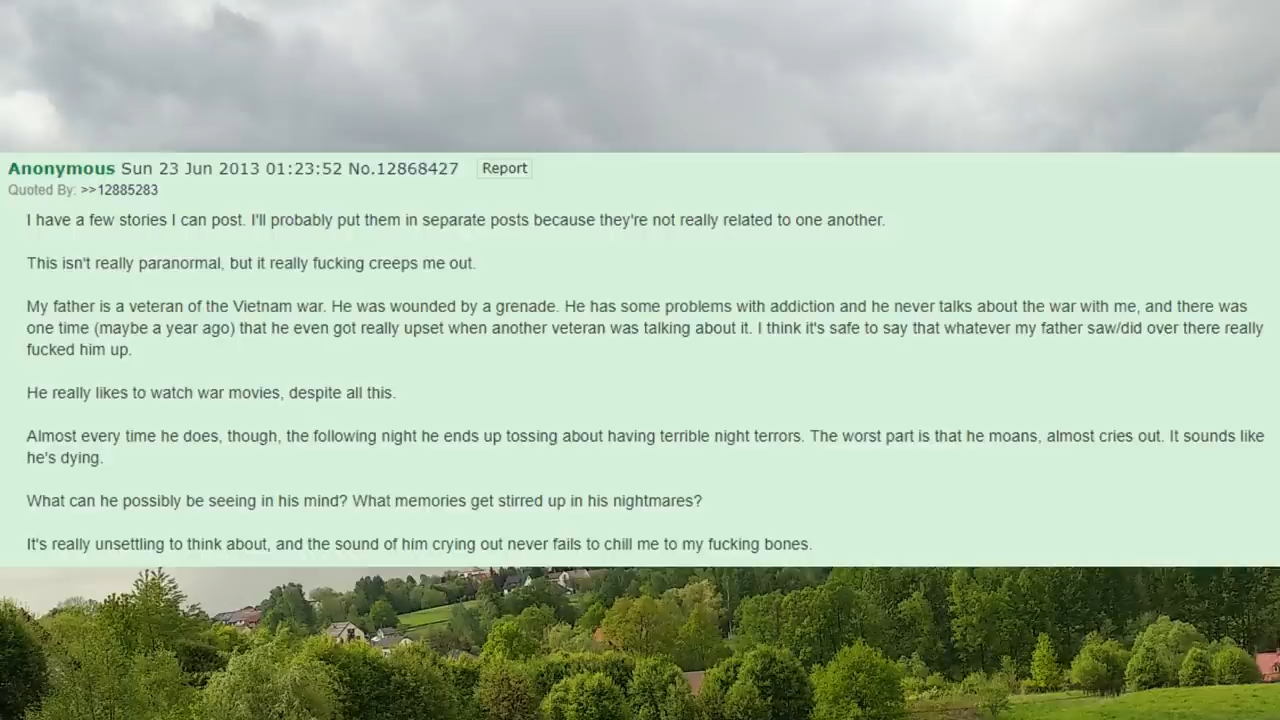 Anonymous Sun 23 Jun 2013 01:23:52 No.12868427 Report
Quoted By: >>12885283
I have a few stories I can post. I'll probably put them in separate posts because they're not really related to one another.
This isn't really paranormal, but it really fucking creeps me out.
My father is a veteran of the Vietnam war. He was wounded by a grenade. He has some problems with addiction and he never talks about the war with me, and there was
one time (maybe a year ago) that he even got really upset when another veteran was talking about it. I think it's safe to say that whatever my father saw/did over there really
fucked him up.
He really likes to watch war movies, despite all this.
Almost every time he does, though, the following night he ends up tossing about having terrible night terrors. The worst part is that he moans, almost cries out. It sounds like
he's dying.
What can he possibly be seeing in his mind? What memories get stirred up in his nightmares?
It's really unsettling to think about, and the sound of him crying out never fails to chill me to my fucking bones.